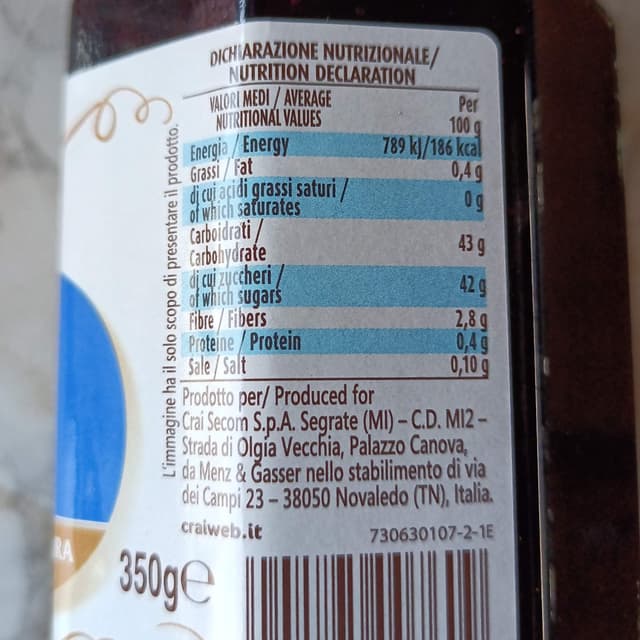 DICHIARAZIONE NUTRIZIONALE/
NUTRITION DECLARATION
VALORI MEDI / AVERAGE
NUTRITIONAL VALUES
Per
100 g
Energia / Energy 789 kj/186 kcal
Grassi / Fat 0,4 g
di cui acidi grassi saturi /
of which saturates 0 g
Carboidrati /
Carbohydrate 43 g
di cui zuccheri /
of which sugars 42 g
Fibre / Fibers 2,8 g
Proteine / Protein 0,4 g
Sale / Salt 0,10 g
Prodotto per/ Produced for
Crai Secom S.p.A. Segrate (MI) – C.D. MI2 –
Strada di Olgia Vecchia, Palazzo Canova,
da Menz & Gasser nello stabilimento di via
dei Campi 23 – 38050 Novaledo (TN), Italia.
craiweb.it 730630107-2-1E
350g e
L'immagine ha il solo scopo di presentare il prodotto.
RA